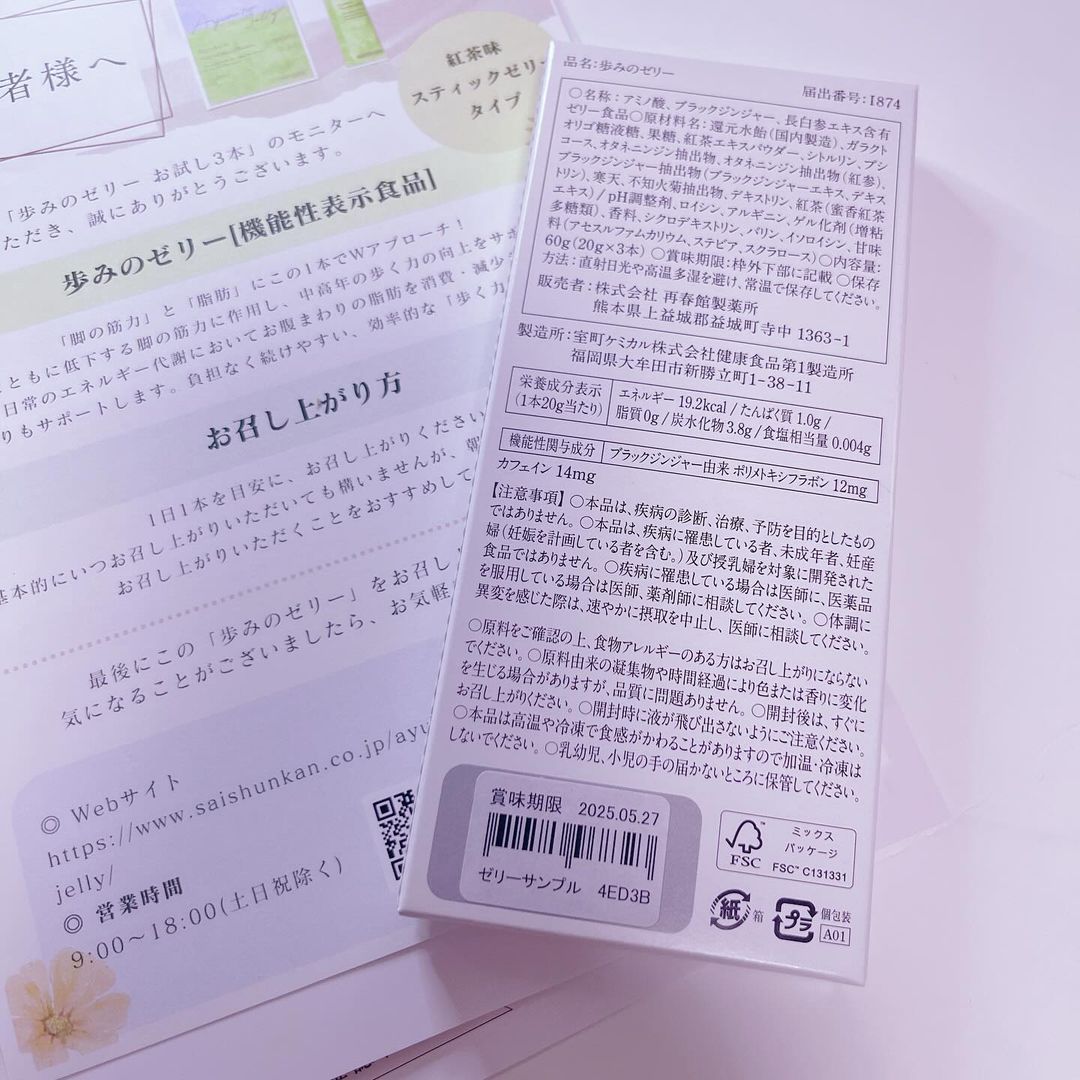 者様へ
紅茶味
スティックゼリー
タイプ
「歩みのゼリー お試し3本」のモニターへ
ただき、誠にありがとうございます。
歩みのゼリー[機能性表示食品]
「脚の筋力」と「脂肪」にこの1本でWアプローチ！
ともに低下する脚の筋力に作用し、中高年の歩く力の向上をサポ
日常のエネルギー代謝においてお腹まわりの脂肪を消費・減少
りもサポートします。負担なく続けやすい、効率的な「歩く力
お召し上がり方
1日1本を目安に、お召し上がりください
基本的にいつお召し上がりいただいても構いませんが、朝
お召し上がりいただくことをおすすめして
最後にこの「歩みのゼリー」をお召し
気になることがございましたら、お気軽
◎ Webサイト
https://www.saishunkan.co.jp/ayu
jelly/
◎ 営業時間
9:00〜18:00(土日祝除く)
品名:歩みのゼリー
届出番号:I874
○名称：アミノ酸、ブラックジンジャー、長白参エキス含有
ゼリー食品○原材料名：還元水飴(国内製造)、ガラクト
オリゴ糖液糖、果糖、紅茶エキスパウダー、シトルリン、プシ
コース、オタネニンジン抽出物、オタネニンジン抽出物(紅参)、
ブラックジンジャー抽出物(ブラックジンジャーエキス、デキス
トリン)、寒天、不知火菊抽出物、デキストリン、紅茶(蜜香紅茶
エキス)/pH調整剤、ロイシン、アルギニン、ゲル化剤(増粘
多糖類)、香料、シクロデキストリン、バリン、イソロイシン、甘味
料(アセスルファムカリウム、ステビア、スクラロース)○内容量：
60g(20g×3本) ○賞味期限：枠外下部に記載 ○保存
方法：直射日光や高温多湿を避け、常温で保存してください。
販売者：株式会社 再春館製薬所
熊本県上益城郡益城町寺中 1363-1
製造所：室町ケミカル株式会社健康食品第1製造所
福岡県大牟田市新勝立町1-38-11
栄養成分表示
(1本20g当たり)
エネルギー 19.2kcal / たんぱく質 1.0g /
脂質 0g / 炭水化物 3.8g / 食塩相当量 0.004g
機能性関与成分 ブラックジンジャー由来 ポリメトキシフラボン 12mg
カフェイン 14mg
【注意事項】○本品は、疾病の診断、治療、予防を目的としたもの
ではありません。○本品は、疾病に罹患している者、未成年者、妊産
婦(妊娠を計画している者を含む。)及び授乳婦を対象に開発された
食品ではありません。○疾病に罹患している場合は医師に、医薬品
を服用している場合は医師、薬剤師に相談してください。○体調に
異変を感じた際は、速やかに摂取を中止し、医師に相談してください。
○原料をご確認の上、食物アレルギーのある方はお召し上がりにならない
でください。○原料由来の凝集物や時間経過により色または香りに変化
を生じる場合がありますが、品質に問題ありません。○開封後は、すぐに
お召し上がりください。○開封時に液が飛び出さないようにご注意ください。
○本品は高温や冷凍で食感がかわることがありますので加温・冷凍は
しないでください。○乳幼児、小児の手の届かないところに保管してください。
賞味期限 2025.05.27
ゼリーサンプル 4ED3B
FSC
ミックス
パッケージ
FSC™ C131331
紙 箱
プラ 個包装
A01